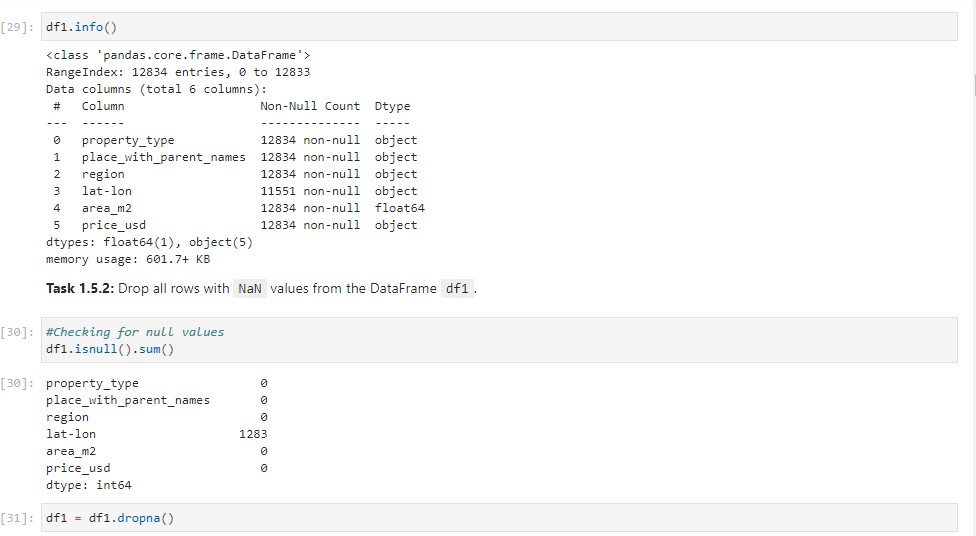 [29]: df1.info()
<class 'pandas.core.frame.DataFrame'>
RangeIndex: 12834 entries, 0 to 12833
Data columns (total 6 columns):
 #   Column                   Non-Null Count  Dtype
---  ------                   --------------  -----
 0   property_type            12834 non-null  object
 1   place_with_parent_names  12834 non-null  object
 2   region                   12834 non-null  object
 3   lat-lon                  11551 non-null  object
 4   area_m2                  12834 non-null  float64
 5   price_usd                12834 non-null  object
dtypes: float64(1), object(5)
memory usage: 601.7+ KB
Task 1.5.2: Drop all rows with NaN values from the DataFrame df1.
[30]: #Checking for null values
df1.isnull().sum()
[30]: property_type                 0
place_with_parent_names       0
region                        0
lat-lon                    1283
area_m2                       0
price_usd                     0
dtype: int64
[31]: df1 = df1.dropna()